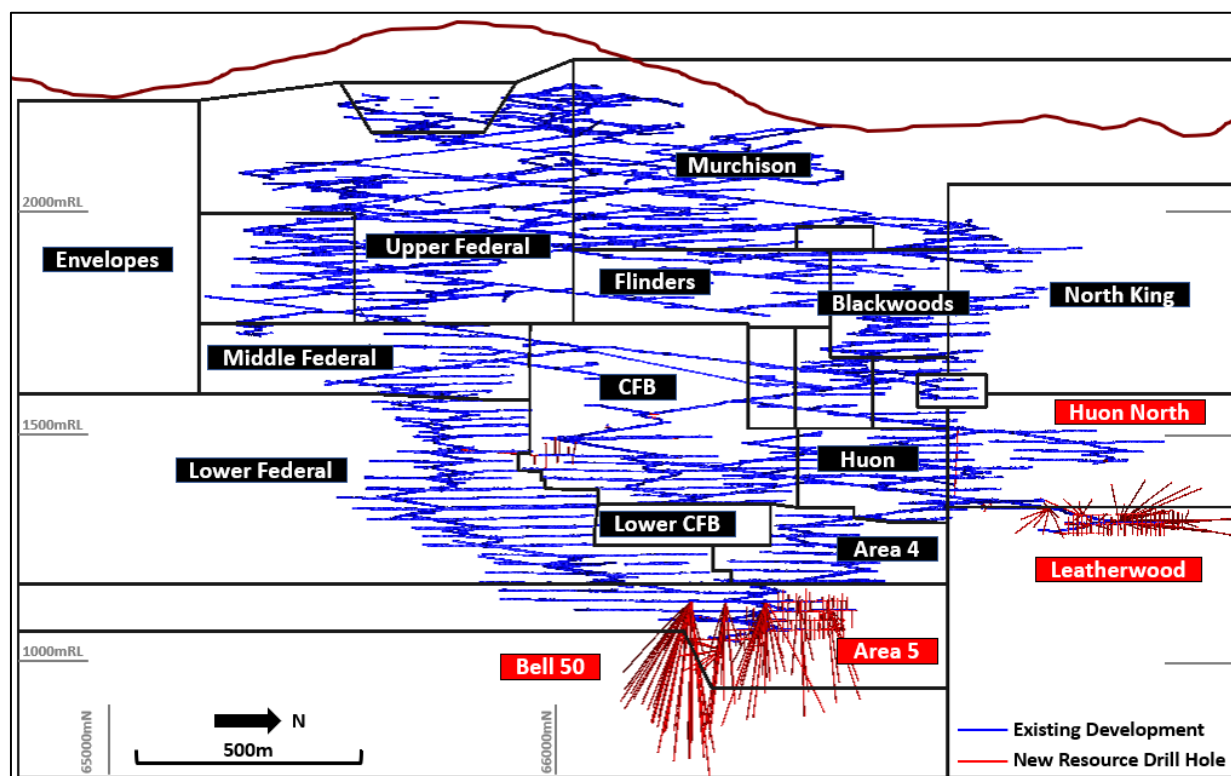 Murchison
2000mRL
Envelopes
Upper Federal
Flinders
Blackwoods
North King
Middle Federal
CFB
Huon North
1500mRL
Lower Federal
Huon
Lower CFB
Area 4
Leatherwood
1000mRL
Bell 50
Area 5
65000mN
N
500m
66000mN
Existing Development
New Resource Drill Hole